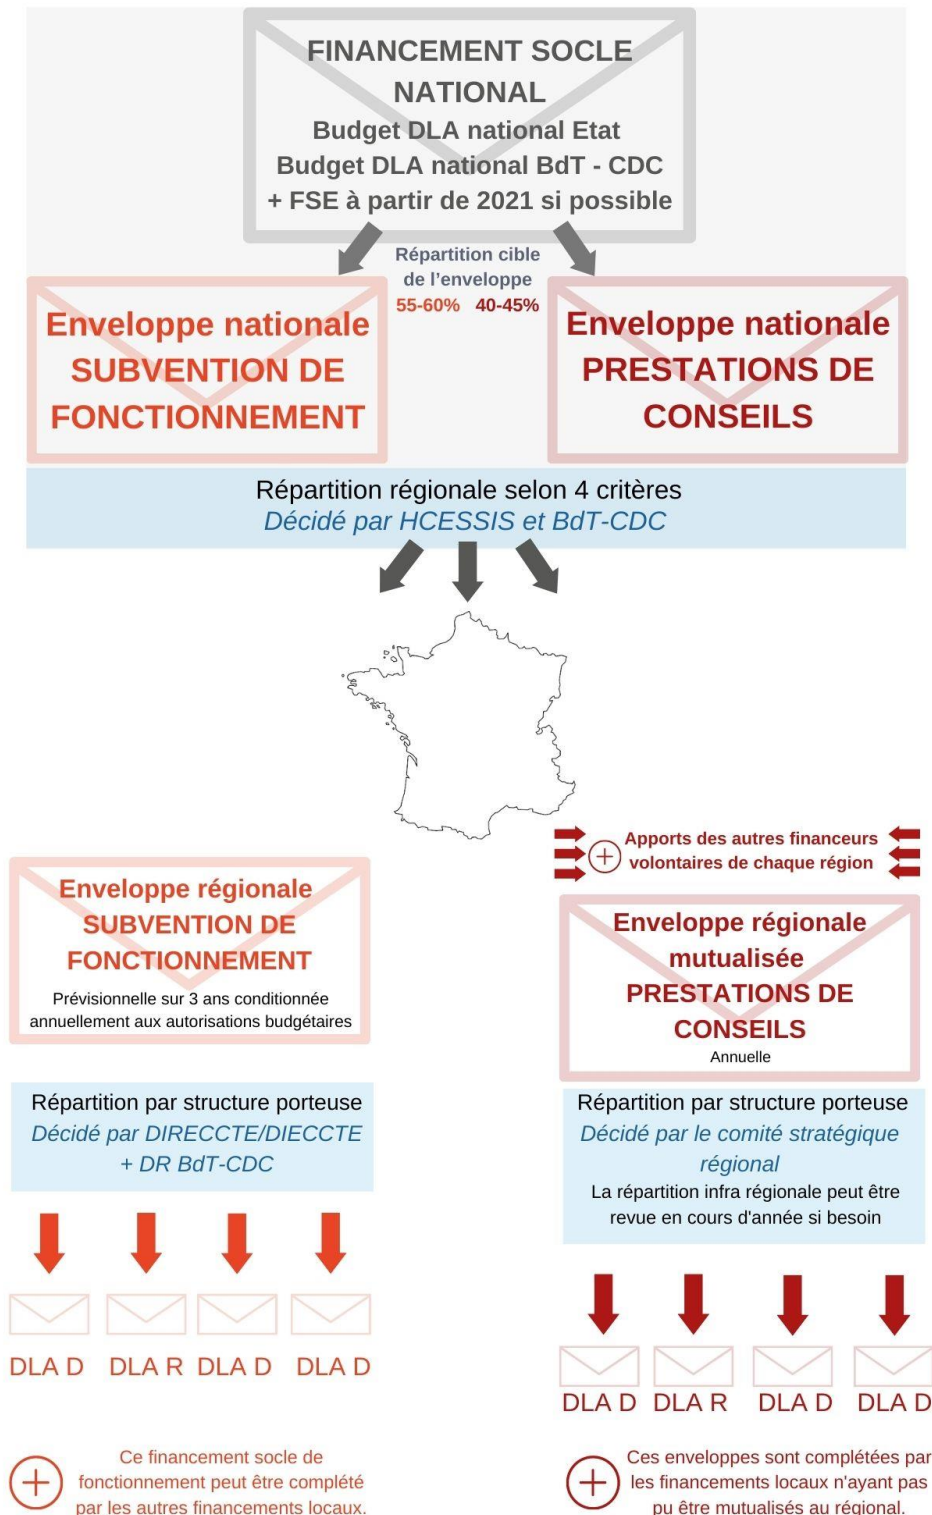 FINANCEMENT SOCLE
NATIONAL
Budget DLA national Etat
Budget DLA national BdT - CDC
+ FSE à partir de 2021 si possible
Répartition cible
de l'enveloppe
55-60% 40-45%
Enveloppe nationale
SUBVENTION DE
FONCTIONNEMENT
Enveloppe nationale
PRESTATIONS DE
CONSEILS
Répartition régionale selon 4 critères
Décidé par HCESSIS et BdT-CDC
Apports des autres financeurs
volontaires de chaque région
Enveloppe régionale
SUBVENTION DE
FONCTIONNEMENT
Prévisionnelle sur 3 ans conditionnée
annuellement aux autorisations budgétaires
Enveloppe régionale
mutualisée
PRESTATIONS DE
CONSEILS
Annuelle
Répartition par structure porteuse
Décidé par DIRECCTE/DIECCTE
+ DR BdT-CDC
Répartition par structure porteuse
Décidé par le comité stratégique
régional
La répartition infra régionale peut être
revue en cours d'année si besoin
DLA D DLA R DLA D DLA D
DLA D DLA R DLA D DLA D
Ce financement socle de
fonctionnement peut être complété
par les autres financements locaux.
Ces enveloppes sont complétées par
les financements locaux n'ayant pas
pu être mutualisés au régional.